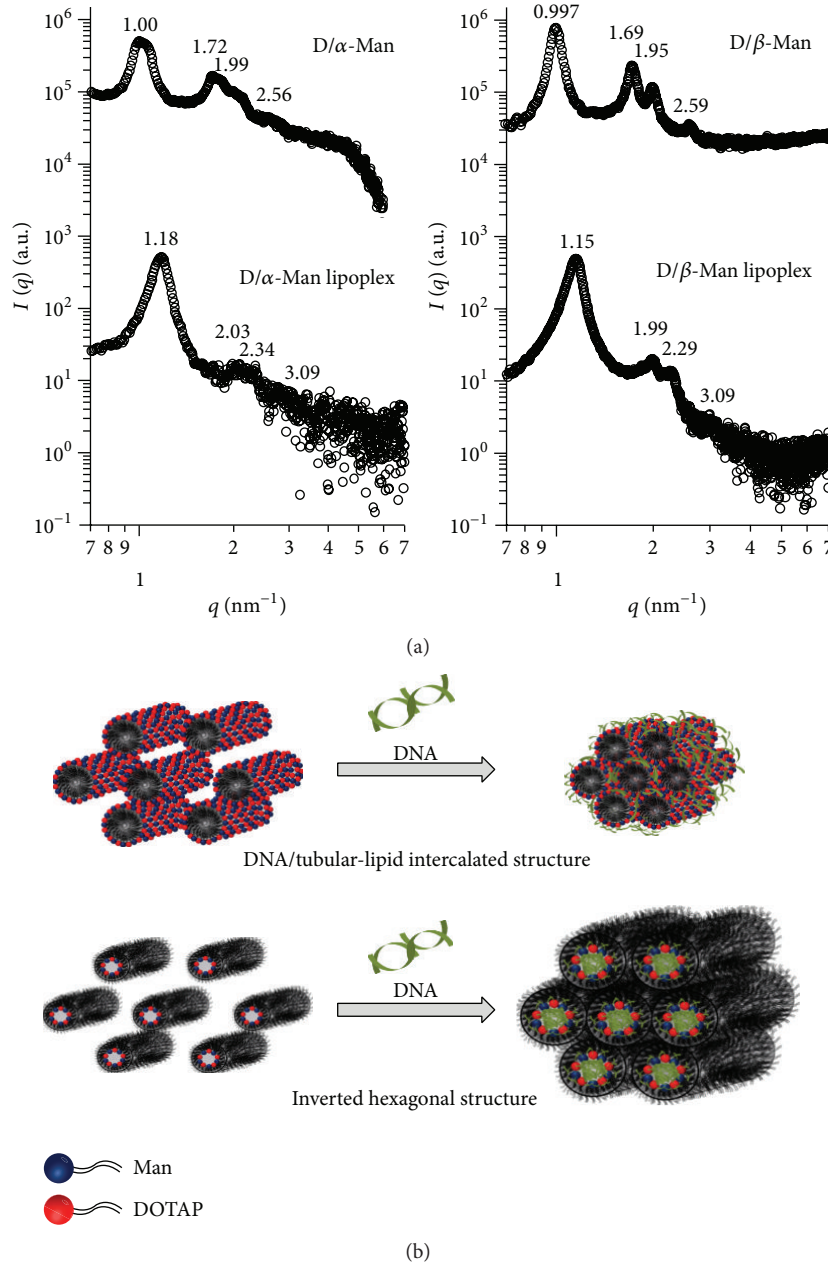 10⁶
10⁵
10⁴
10³
10²
10¹
10⁰
10⁻¹
I (q) (a.u.)
1.00
1.72
1.99
2.56
D/α-Man
1.18
2.03
2.34
3.09
D/α-Man lipoplex
7 8 9 2 3 4 5 6 7
1
q (nm⁻¹)
10⁶
10⁵
10⁴
10³
10²
10¹
10⁰
10⁻¹
I (q) (a.u.)
0.997
1.69
1.95
2.59
D/β-Man
1.15
1.99
2.29
3.09
D/β-Man lipoplex
7 8 9 2 3 4 5 6 7
1
q (nm⁻¹)
(a)
DNA
DNA/tubular-lipid intercalated structure
DNA
Inverted hexagonal structure
Man
DOTAP
(b)